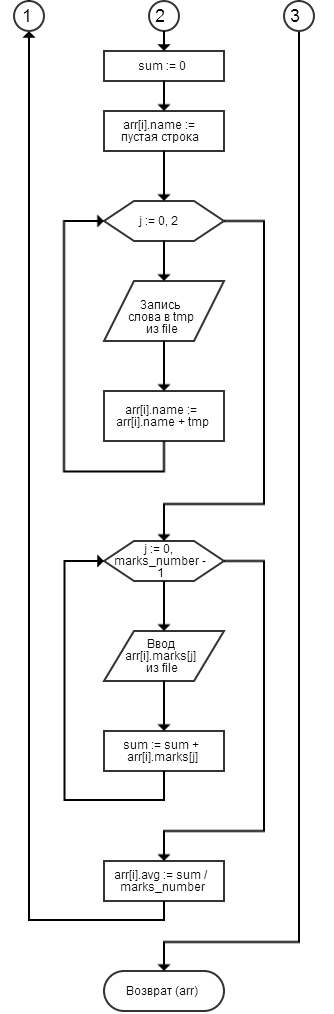 1
2
3
sum := 0
arr[i].name :=
пустая строка
j := 0, 2
Запись
слова в tmp
из file
arr[i].name :=
arr[i].name + tmp
j := 0,
marks_number -
1
Ввод
arr[i].marks[j]
из file
sum := sum +
arr[i].marks[j]
arr[i].avg := sum /
marks_number
Возврат (arr)